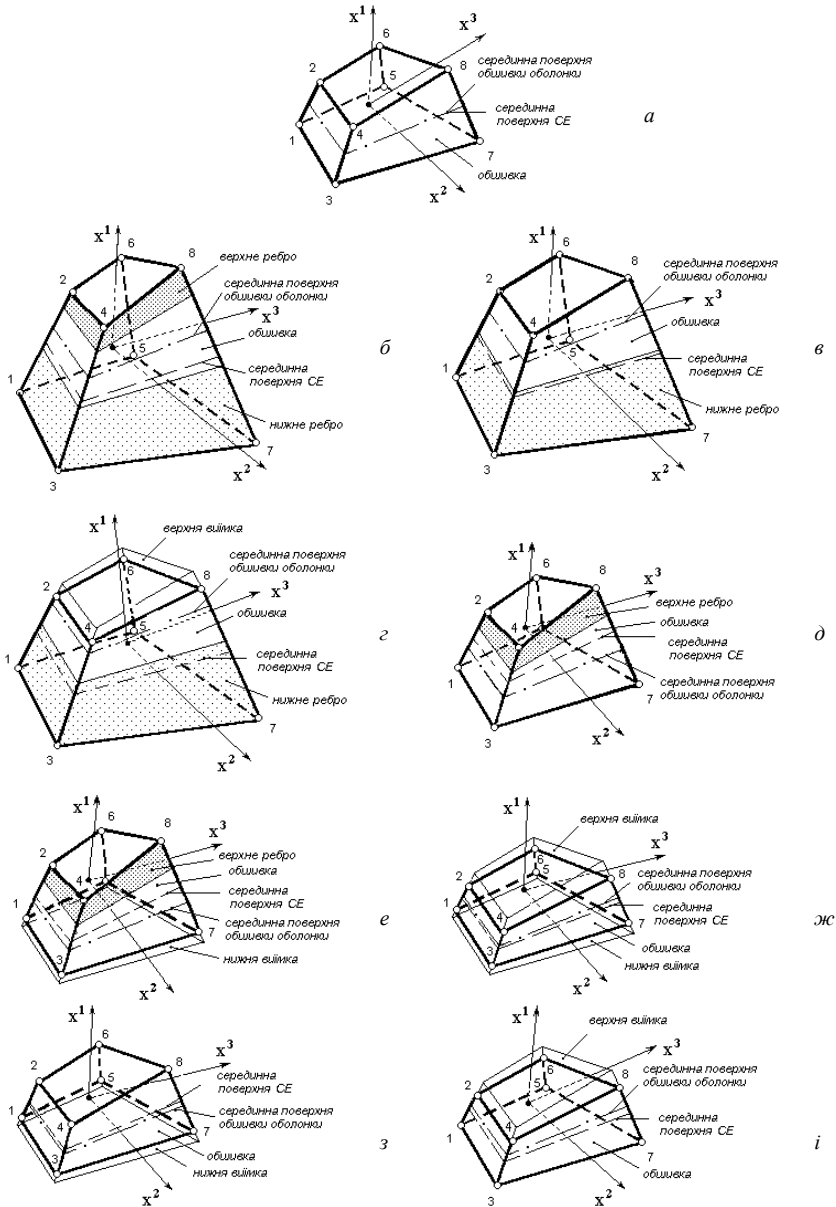 x¹
x³
6
8
2
5
1
4
7
3
x²
серединна поверхня
обшивки оболонки
серединна
поверхня СЕ
обшивка
а
x¹
6
8
верхнє ребро
2
серединна поверхня
обшивки оболонки
4
x³
обшивка
5
1
серединна
поверхня СЕ
нижнє ребро
7
x²
3
б
x¹
6
8
серединна поверхня
обшивки оболонки
2
x³
4
обшивка
5
1
серединна
поверхня СЕ
нижнє ребро
7
x²
3
в
x¹
верхня виїмка
6
8
серединна поверхня
обшивки оболонки
2
x³
обшивка
4
5
1
серединна
поверхня СЕ
нижнє ребро
7
x²
3
г
x¹
6
8
x³
2
верхнє ребро
обшивка
4
серединна
поверхня СЕ
1
серединна поверхня
обшивки оболонки
7
x²
3
д
x¹
6
8
x³
2
верхнє ребро
обшивка
4
серединна
поверхня СЕ
1
серединна поверхня
обшивки оболонки
7
3
нижня виїмка
x²
е
x¹
верхня виїмка
x³
6
8
5
2
серединна поверхня
обшивки оболонки
1
4
серединна
поверхня СЕ
7
3
обшивка
нижня виїмка
x²
ж
x¹
6
x³
8
2
5
серединна
поверхня СЕ
1
4
серединна поверхня
обшивки оболонки
7
3
обшивка
нижня виїмка
x²
з
x¹
верхня виїмка
x³
6
8
5
2
серединна поверхня
обшивки оболонки
1
4
серединна
поверхня СЕ
7
обшивка
3
x²
і